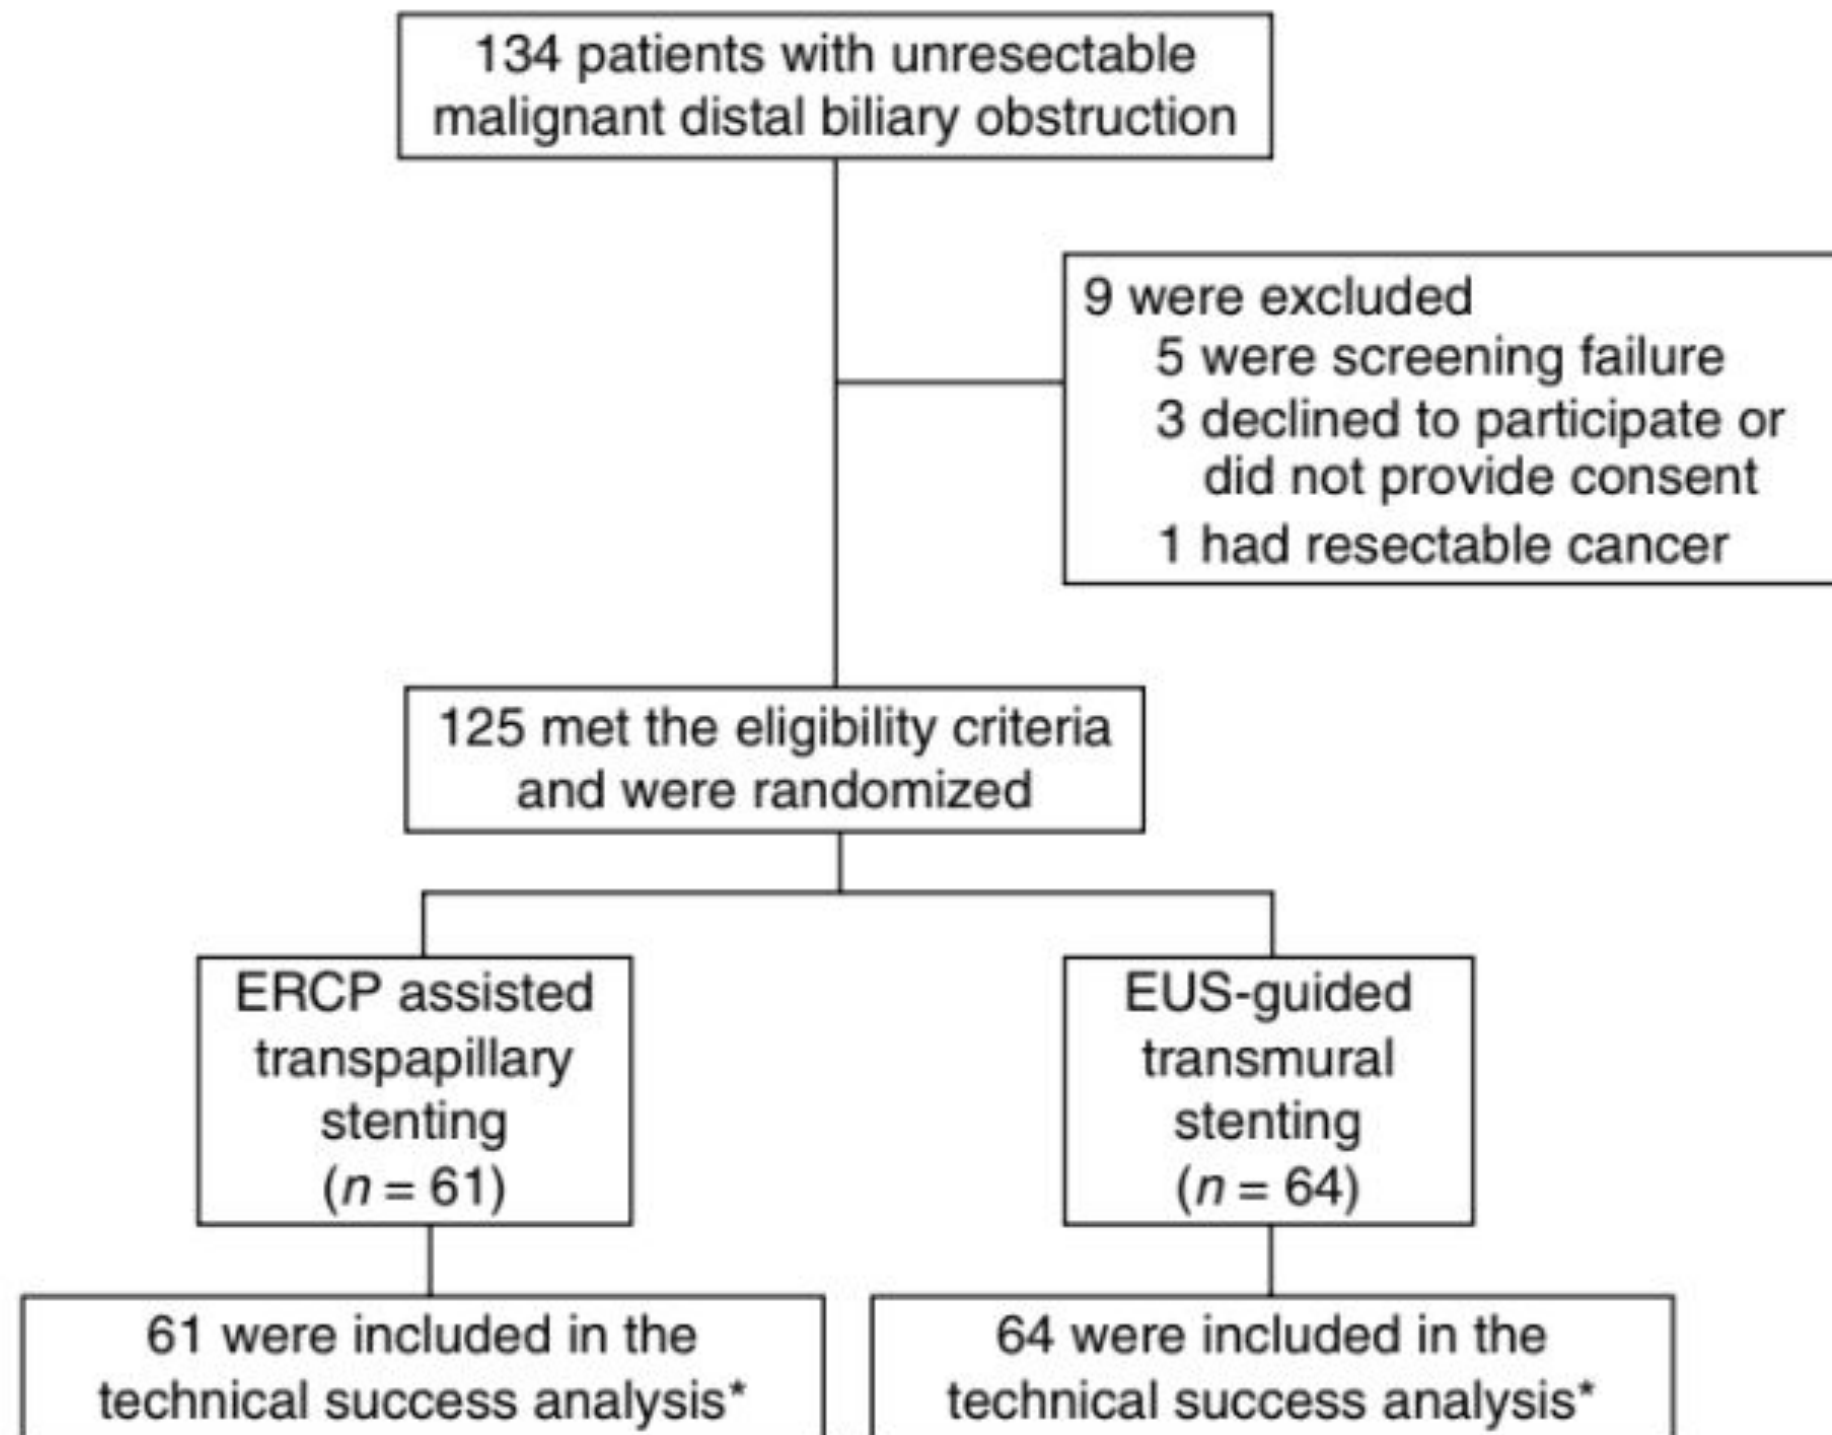 134 patients with unresectable
malignant distal biliary obstruction
9 were excluded
5 were screening failure
3 declined to participate or
did not provide consent
1 had resectable cancer
125 met the eligibility criteria
and were randomized
ERCP assisted
transpapillary
stenting
(n = 61)
EUS-guided
transmural
stenting
(n = 64)
61 were included in the
technical success analysis*
64 were included in the
technical success analysis*